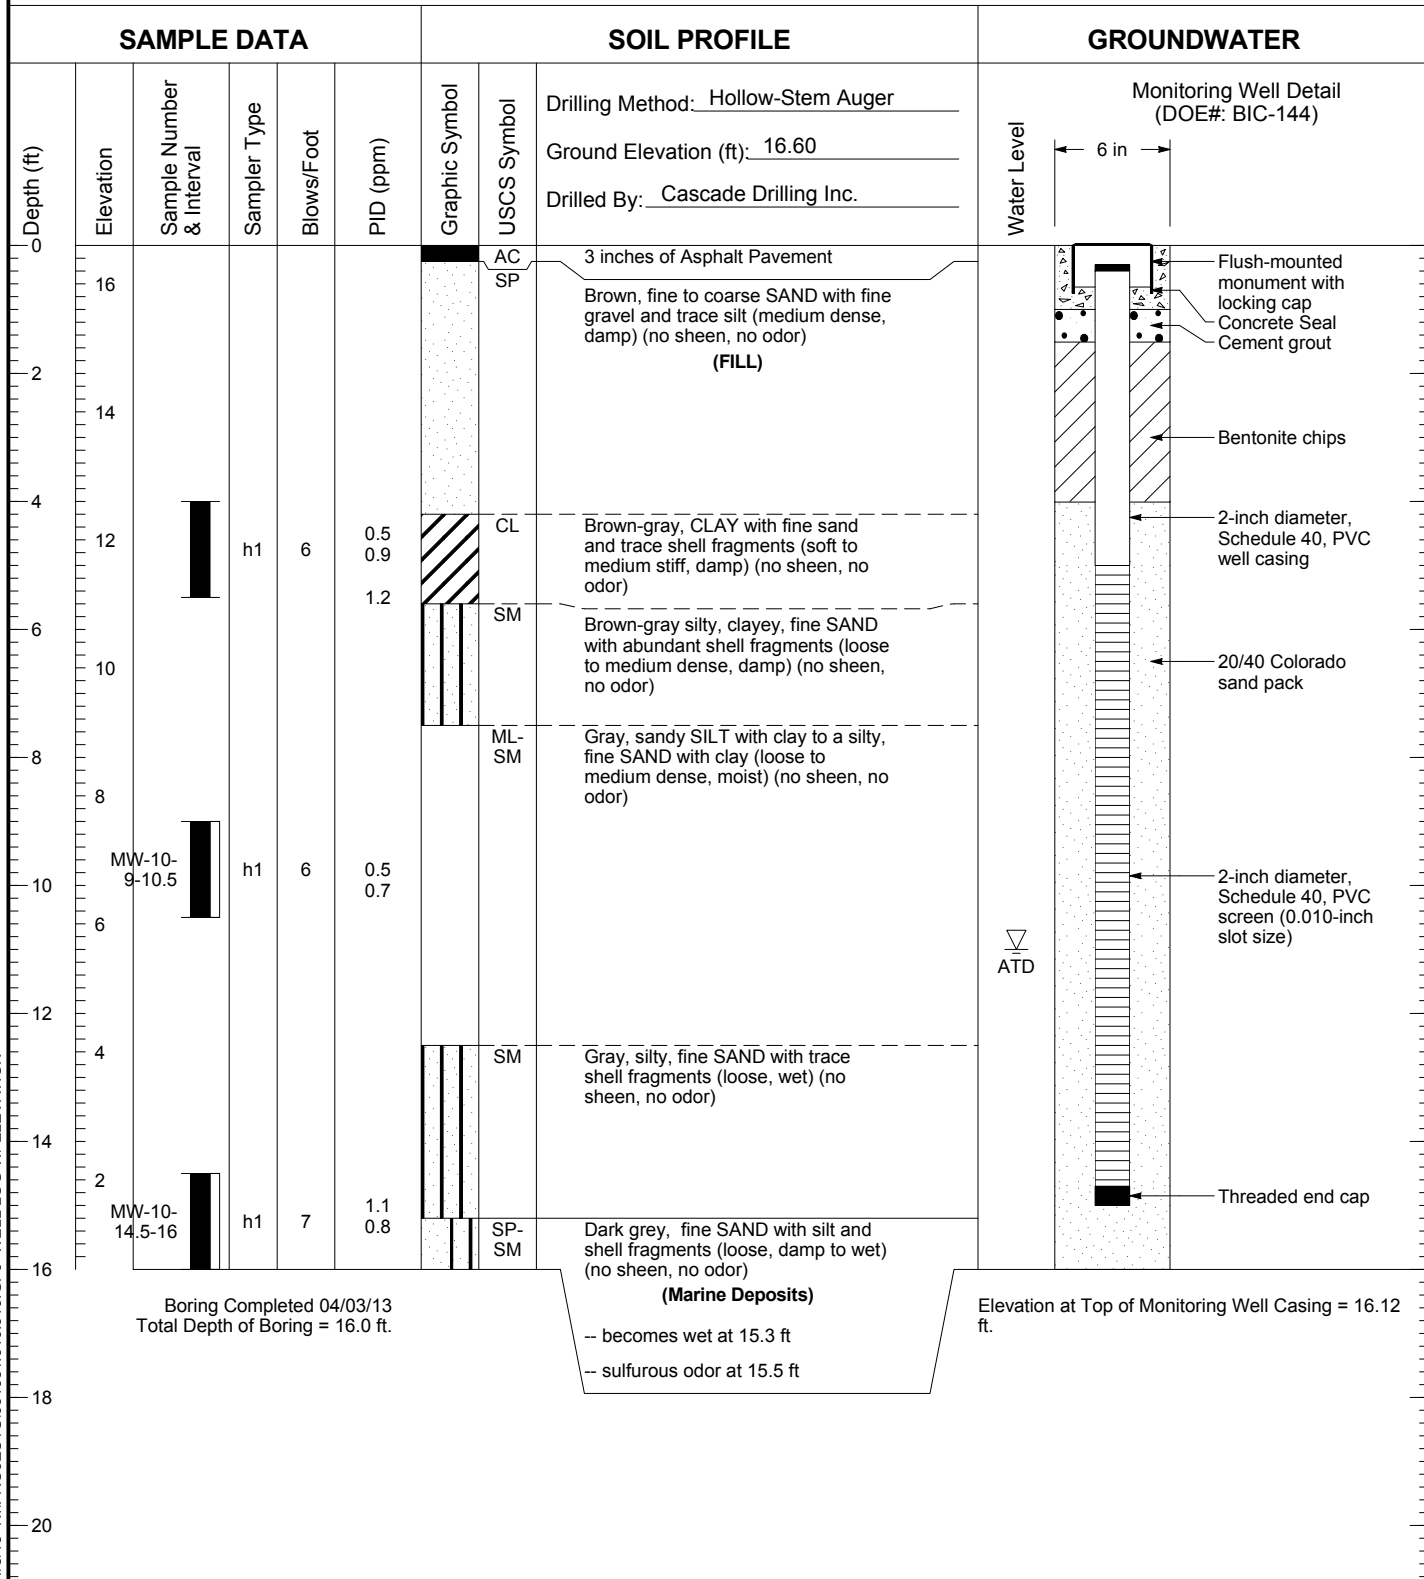 SAMPLE DATA
SOIL PROFILE
GROUNDWATER
Depth (ft)
Elevation
Sample Number
& Interval
Sampler Type
Blows/Foot
PID (ppm)
Graphic Symbol
USCS Symbol
Drilling Method: Hollow-Stem Auger
Ground Elevation (ft): 16.60
Drilled By: Cascade Drilling Inc.
Water Level
Monitoring Well Detail
(DOE#: BIC-144)
6 in
0
2
4
6
8
10
12
14
16
18
20
16
14
12
10
8
6
4
2
h1
6
0.5
0.9
1.2
MW-10-
9-10.5
h1
6
0.5
0.7
MW-10-
14.5-16
h1
7
1.1
0.8
AC
3 inches of Asphalt Pavement
SP
Brown, fine to coarse SAND with fine
gravel and trace silt (medium dense,
damp) (no sheen, no odor)
(FILL)
CL
Brown-gray, CLAY with fine sand
and trace shell fragments (soft to
medium stiff, damp) (no sheen, no
odor)
SM
Brown-gray silty, clayey, fine SAND
with abundant shell fragments (loose
to medium dense, damp) (no sheen,
no odor)
ML-
SM
Gray, sandy SILT with clay to a silty,
fine SAND with clay (loose to
medium dense, moist) (no sheen, no
odor)
SM
Gray, silty, fine SAND with trace
shell fragments (loose, wet) (no
sheen, no odor)
SP-
SM
Dark grey, fine SAND with silt and
shell fragments (loose, damp to wet)
(no sheen, no odor)
(Marine Deposits)
-- becomes wet at 15.3 ft
-- sulfurous odor at 15.5 ft
ATD
Flush-mounted
monument with
locking cap
Concrete Seal
Cement grout
Bentonite chips
2-inch diameter,
Schedule 40, PVC
well casing
20/40 Colorado
sand pack
2-inch diameter,
Schedule 40, PVC
screen (0.010-inch
slot size)
Threaded end cap
Boring Completed 04/03/13
Total Depth of Boring = 16.0 ft.
Elevation at Top of Monitoring Well Casing = 16.12
ft.